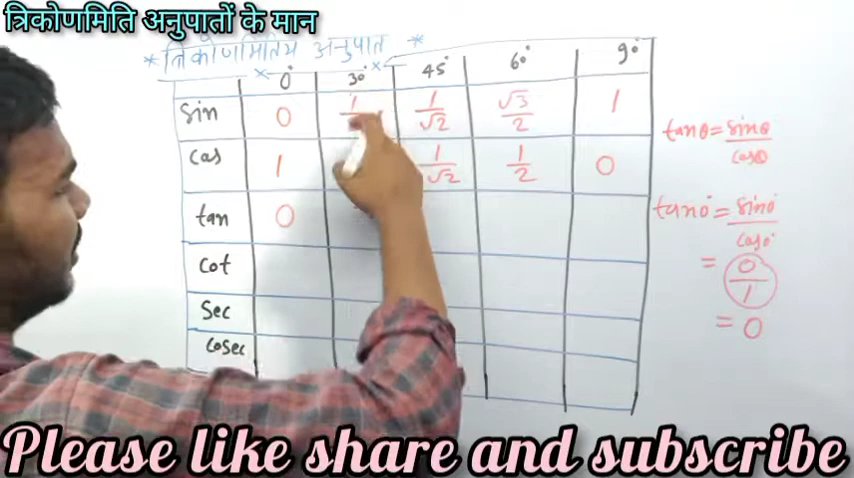 त्रिकोणमिति अनुपातों के मान
* त्रिकोणमितिय अनुपात *
0° 30° 45° 60° 90°
sin 0 1 1/√2 √3/2 1
cos 1 1/√2 1/2 0
tan 0
cot
Sec
Cosec
tanθ = sinθ/cosθ
tan0° = sin0°/cos0°
= 0/1
= 0
Please like share and subscribe